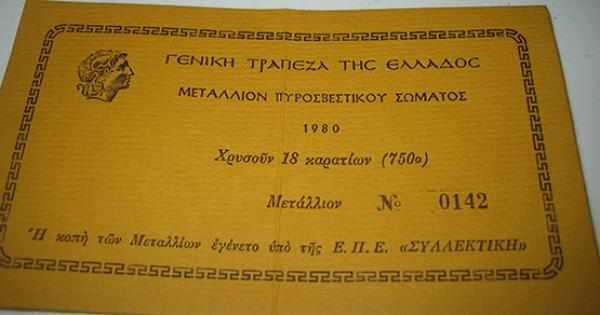 ΓΕΝΙΚΗ ΤΡΑΠΕΖΑ ΤΗΣ ΕΛΛΑΔΟΣ
ΜΕΤΑΛΛΙΟΝ ΠΥΡΟΣΒΕΣΤΙΚΟΥ ΣΩΜΑΤΟΣ
1980
Χρυσοῦν 18 καρατίων (750ο)
Μετάλλιον № 0142
Ἡ κοπὴ τῶν Μεταλλίων ἐγένετο ὑπὸ τῆς Ε.Π.Ε. «ΣΥΛΛΕΚΤΙΚΗ»